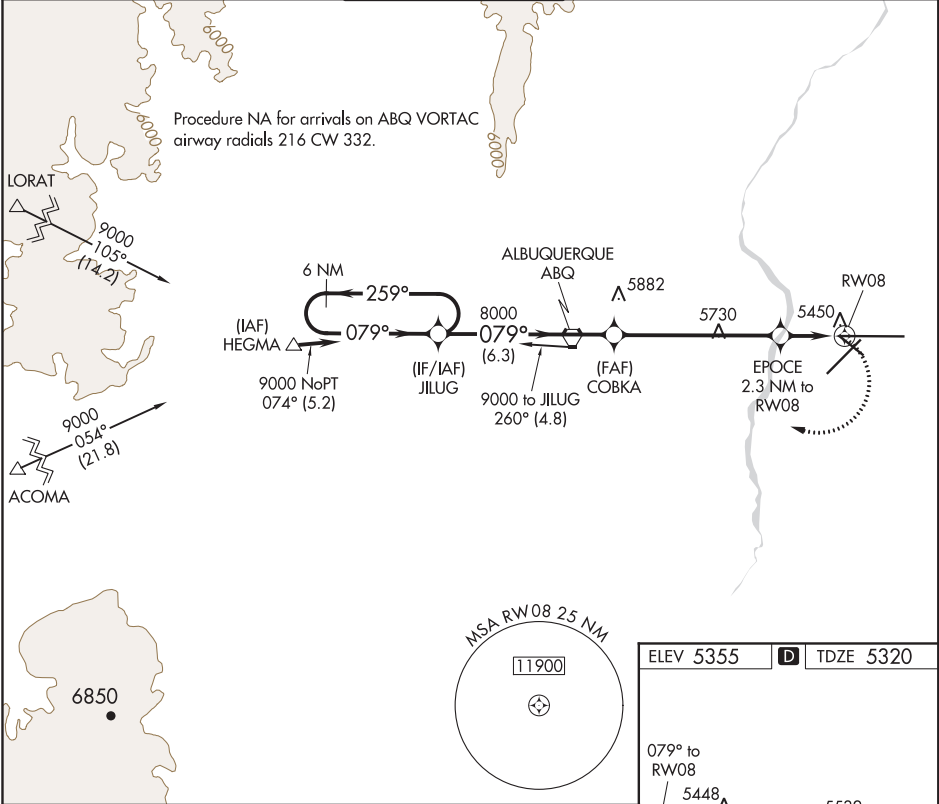 6000
6000
6000
Procedure NA for arrivals on ABQ VORTAC
airway radials 216 CW 332.
LORAT
9000
105°
(14.2)
6 NM
259°
079°
(IAF)
HEGMA
9000 NoPT
074° (5.2)
(IF/IAF)
JILUG
8000
079°
(6.3)
ALBUQUERQUE
ABQ
9000 to JILUG
260° (4.8)
5882
(FAF)
COBKA
5730
5450
RW08
EPOCE
2.3 NM to
RW08
9000
054°
(21.8)
ACOMA
6850
MSA RW08 25 NM
11900
ELEV 5355
D
TDZE 5320
079° to
RW08
5448